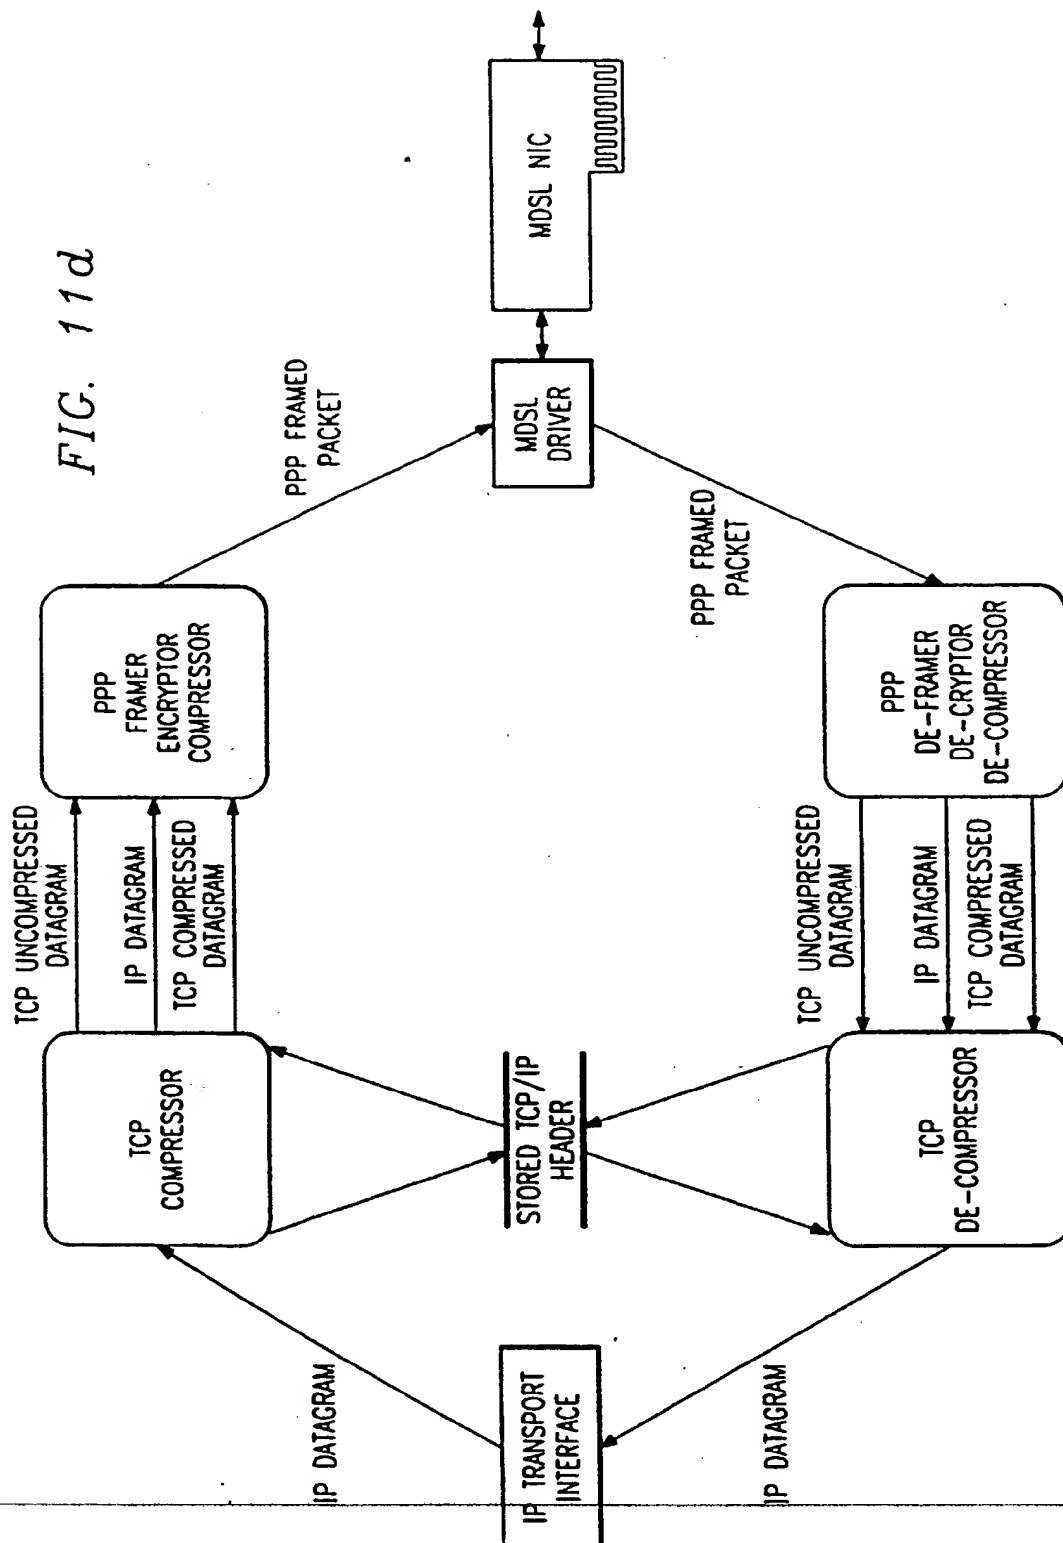 FIG. 11d
IP TRANSPORT
INTERFACE
IP DATAGRAM
TCP
COMPRESSOR
STORED TCP/IP
HEADER
TCP UNCOMPRESSED
DATAGRAM
IP DATAGRAM
TCP COMPRESSED
DATAGRAM
PPP
FRAMER
ENCRYPTOR
COMPRESSOR
PPP FRAMED
PACKET
MDSL
DRIVER
MDSL NIC
PPP FRAMED
PACKET
PPP
DE-FRAMER
DE-CRYPTOR
DE-COMPRESSOR
TCP UNCOMPRESSED
DATAGRAM
IP DATAGRAM
TCP COMPRESSED
DATAGRAM
TCP
DE-COMPRESSOR
IP DATAGRAM